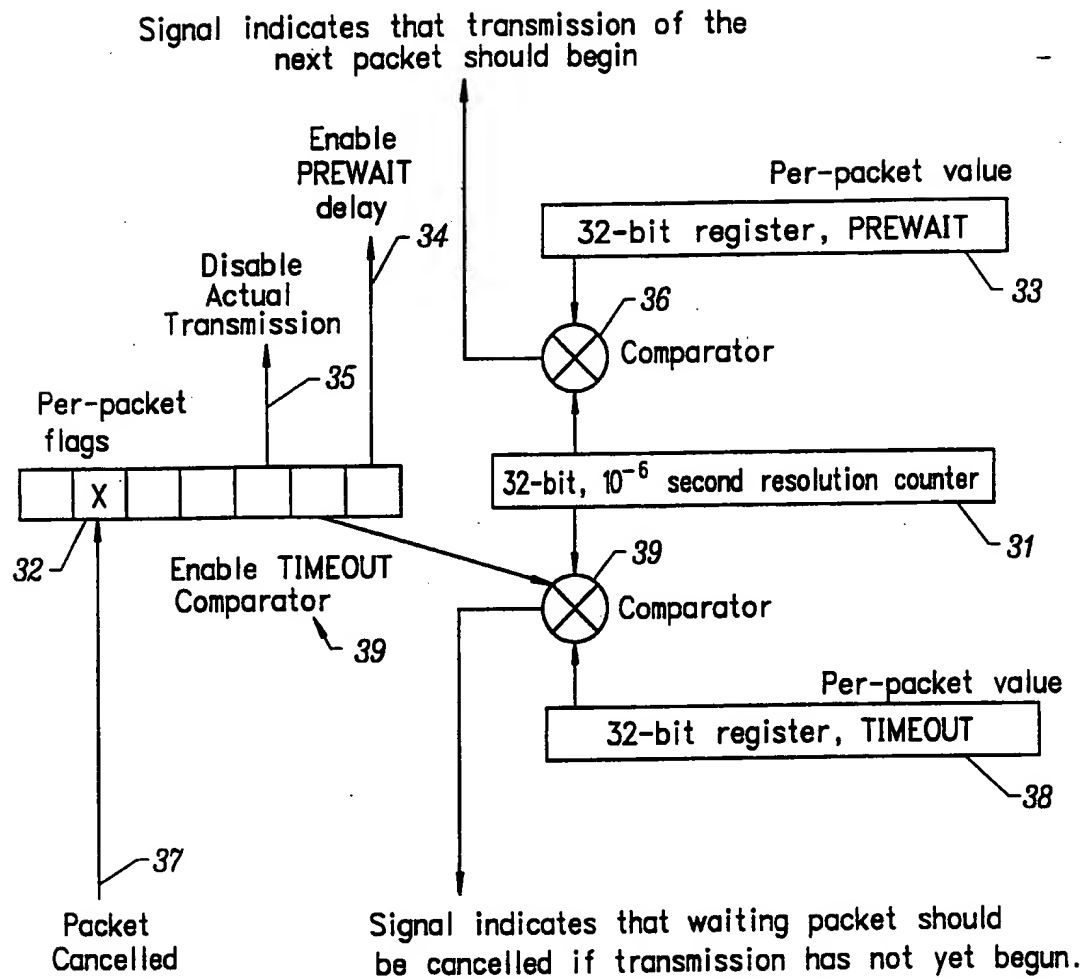 Signal indicates that transmission of the
next packet should begin
Enable
PREWAIT
delay
34
Per-packet value
32-bit register, PREWAIT
33
Disable
Actual
Transmission
35
36
Comparator
Per-packet
flags
X
32
32-bit, 10⁻⁶ second resolution counter
31
Enable TIMEOUT
Comparator
39
39
Comparator
Per-packet value
32-bit register, TIMEOUT
38
37
Packet
Cancelled
Signal indicates that waiting packet should
be cancelled if transmission has not yet begun.